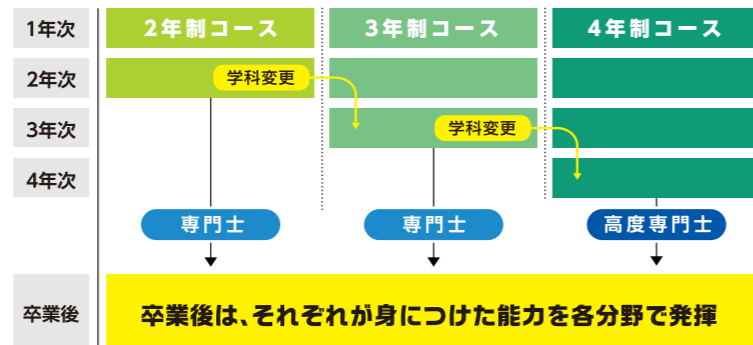 1年次
2年制コース
3年制コース
4年制コース
2年次
学科変更
3年次
学科変更
4年次
専門士
専門士
高度専門士
卒業後
卒業後は、それぞれが身につけた能力を各分野で発揮